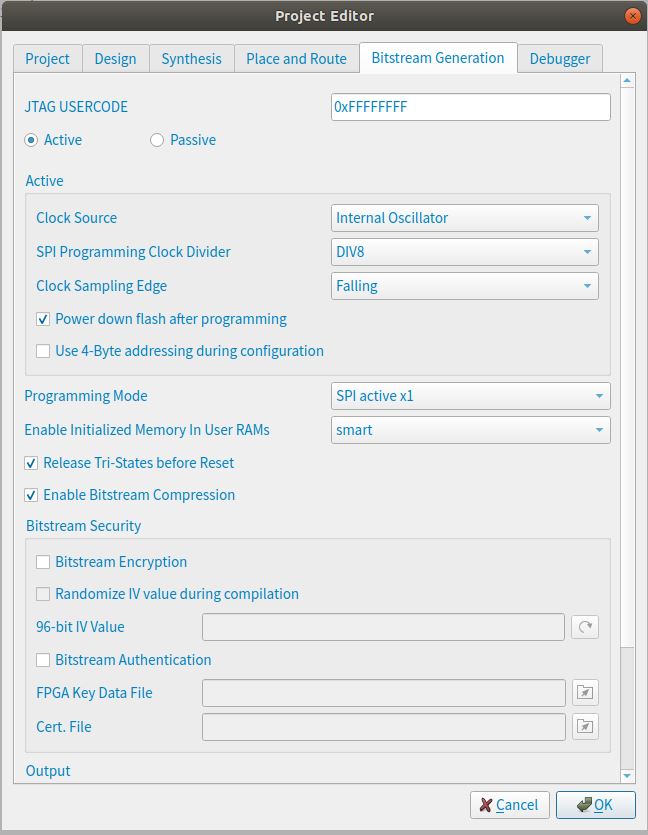 Project Editor
Project Design Synthesis Place and Route Bitstream Generation Debugger
JTAG USERCODE 0xFFFFFFFF
Active Passive
Active
Clock Source Internal Oscillator
SPI Programming Clock Divider DIV8
Clock Sampling Edge Falling
Power down flash after programming
Use 4-Byte addressing during configuration
Programming Mode SPI active x1
Enable Initialized Memory In User RAMs smart
Release Tri-States before Reset
Enable Bitstream Compression
Bitstream Security
Bitstream Encryption
Randomize IV value during compilation
96-bit IV Value
Bitstream Authentication
FPGA Key Data File
Cert. File
Output
Cancel OK